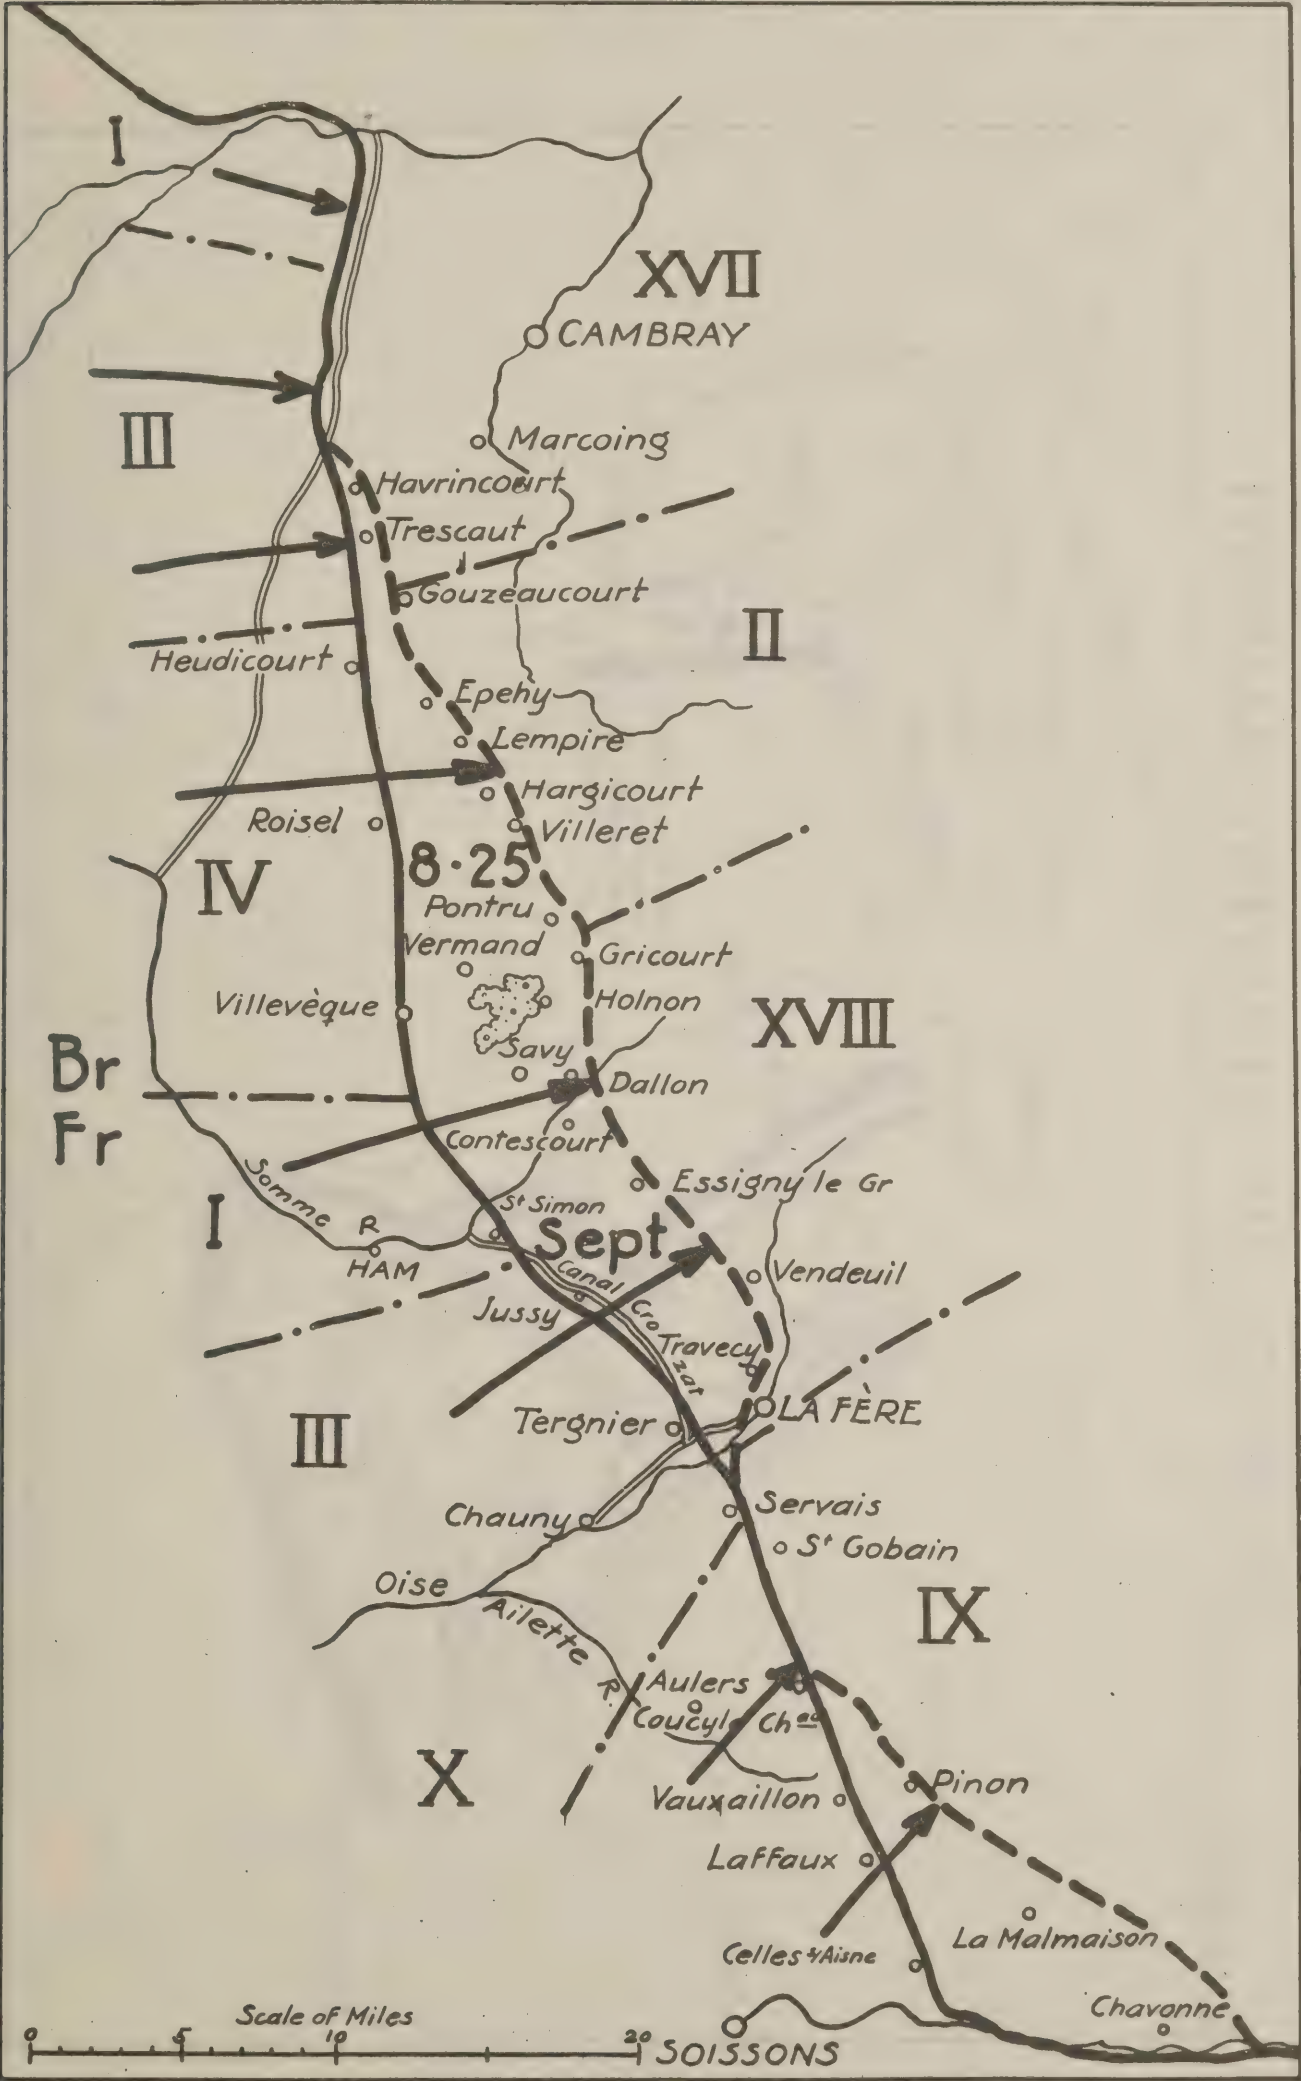 I
XVII
CAMBRAY
III
Marcoing
Havrincourt
Trescaut
Gouzeaucourt
II
Heudicourt
Epehy
Lempire
Hargicourt
Roisel
Villeret
8·25
IV
Pontru
Vermand
Gricourt
Villevèque
Holnon
XVIII
Savy
Br
Dallon
Fr
Contescourt
Essigny le Gr
I
Somme R
St Simon
Sept
HAM
Vendeuil
Canal Crozat
Jussy
Travecy
III
Tergnier
LA FÈRE
Chauny
Servais
St Gobain
Oise
Ailette R.
IX
Aulers
Coucy le Chau
X
Pinon
Vauxaillon
Laffaux
La Malmaison
Celles s/Aisne
Chavonne
Scale of Miles
0 5 10 20
SOISSONS